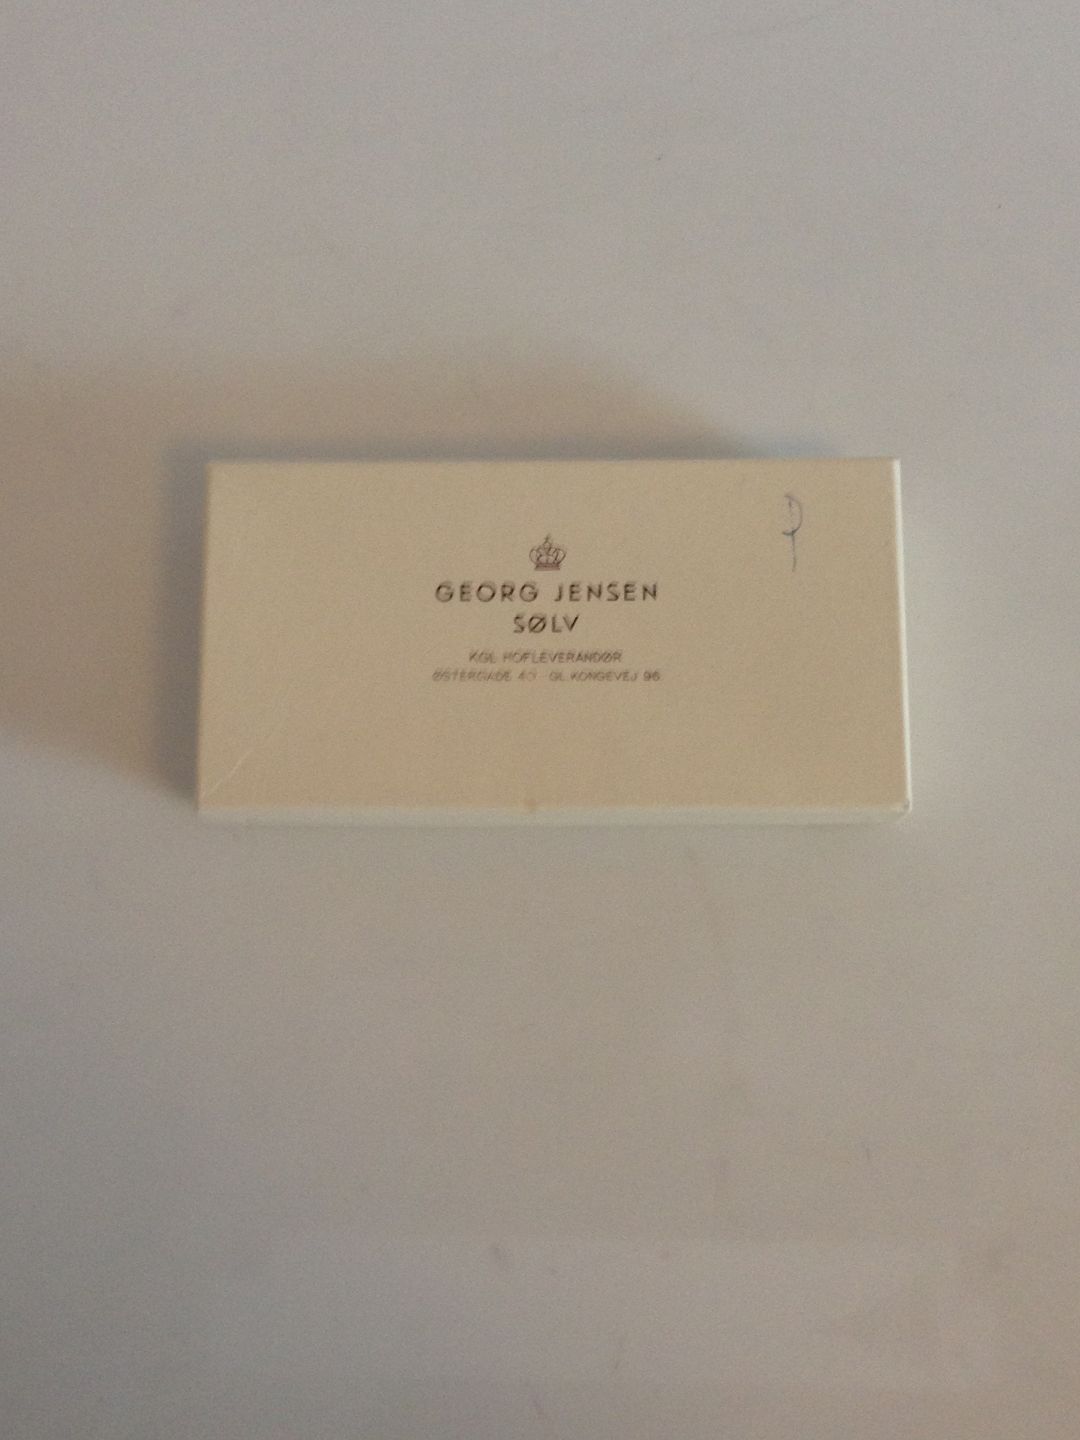 GEORG JENSEN
SØLV
KGL. HOFLEVERANDØR
ØSTERGADE 40 · GL. KONGEVEJ 96